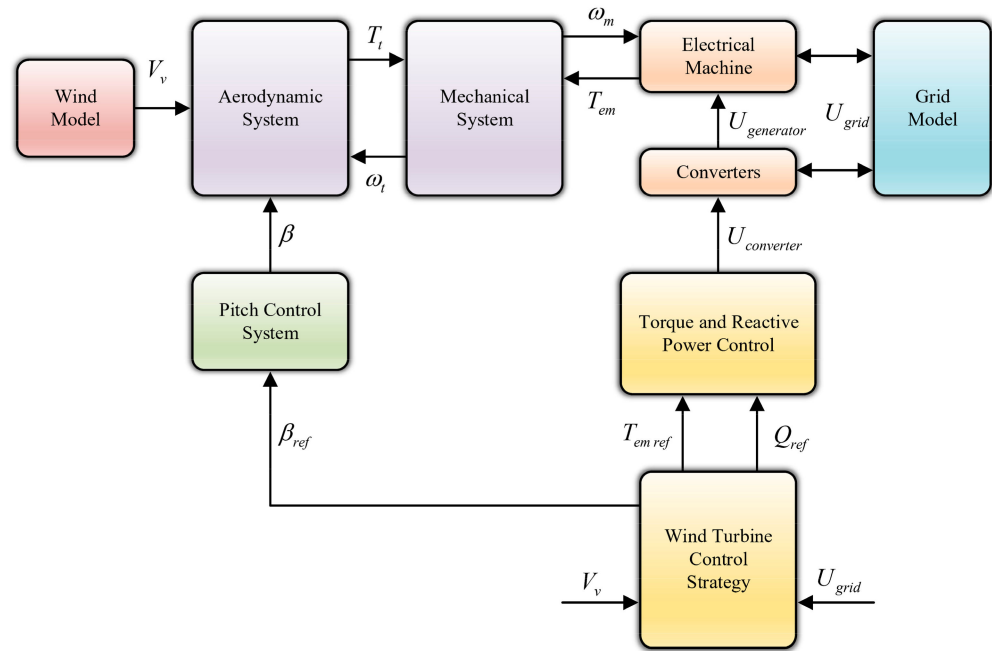 Wind
Model
V_v
Aerodynamic
System
T_t
ω_t
Mechanical
System
ω_m
T_em
Electrical
Machine
U_generator
U_grid
Grid
Model
Converters
β
U_converter
Pitch Control
System
Torque and Reactive
Power Control
β_ref
T_em ref
Q_ref
Wind Turbine
Control
Strategy
V_v
U_grid